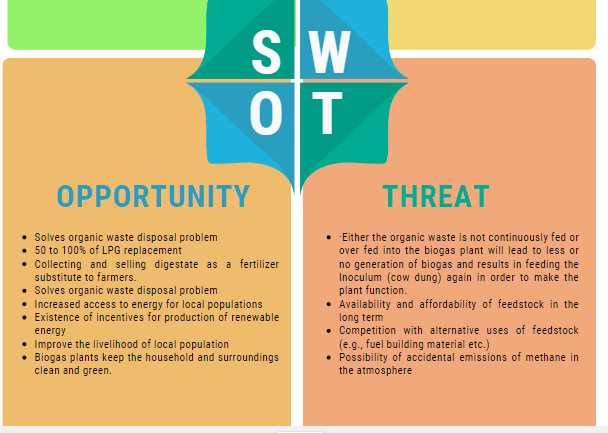 S W
O T
OPPORTUNITY
Solves organic waste disposal problem
50 to 100% of LPG replacement
Collecting and selling digestate as a fertilizer
substitute to farmers.
Solves organic waste disposal problem
Increased access to energy for local populations
Existence of incentives for production of renewable
energy
Improve the livelihood of local population
Biogas plants keep the household and surroundings
clean and green.
THREAT
·Either the organic waste is not continuously fed or
over fed into the biogas plant will lead to less or
no generation of biogas and results in feeding the
Inoculum (cow dung) again in order to make the
plant function.
Availability and affordability of feedstock in the
long term
Competition with alternative uses of feedstock
(e.g., fuel building material etc.)
Possibility of accidental emissions of methane in
the atmosphere